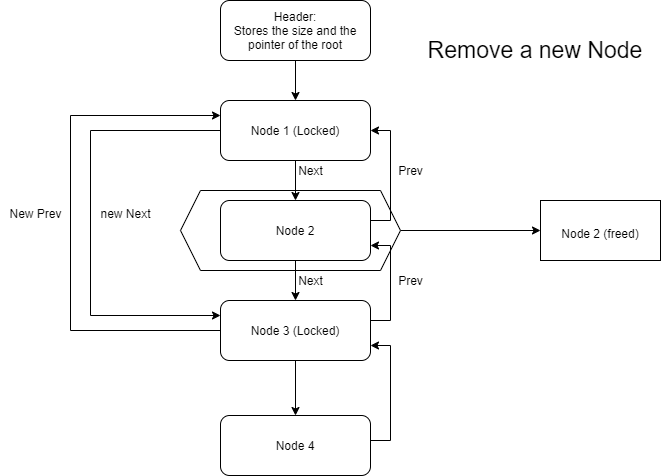 Header:
Stores the size and the
pointer of the root
Remove a new Node
Node 1 (Locked)
Next
Prev
New Prev
new Next
Node 2
Node 2 (freed)
Next
Prev
Node 3 (Locked)
Node 4